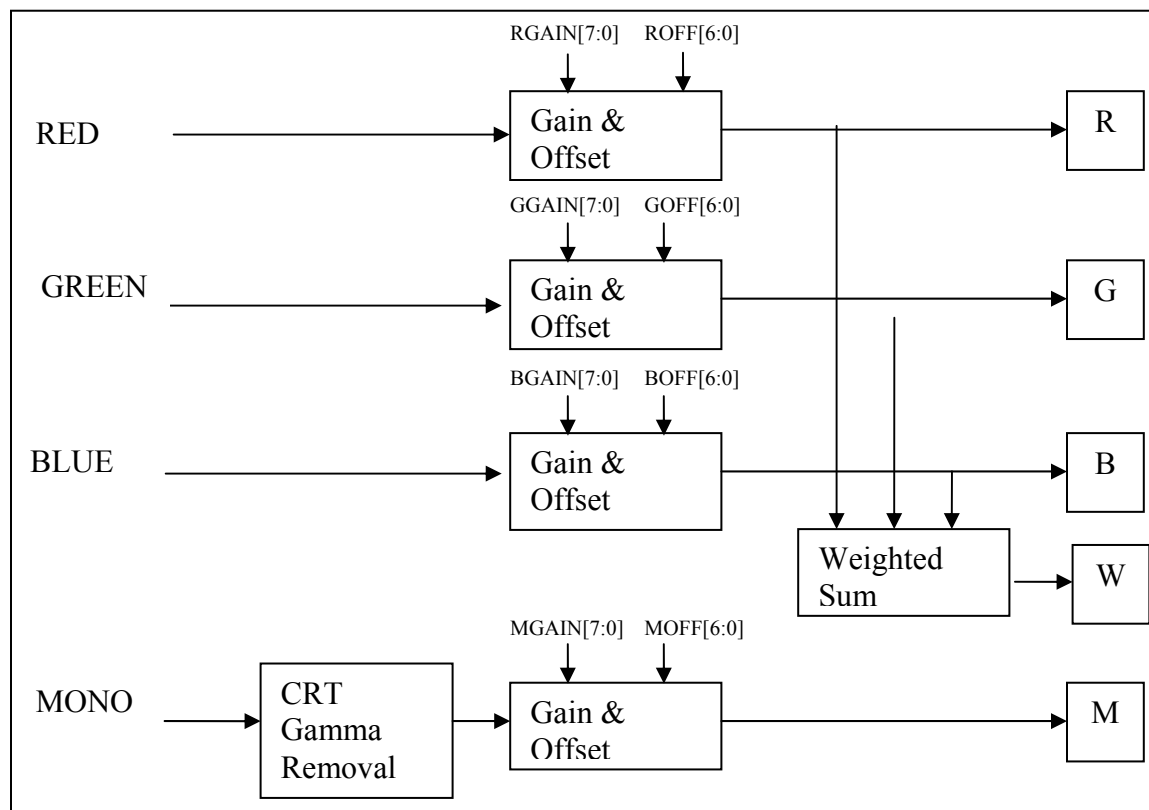 RGAIN[7:0] ROFF[6:0]
RED
Gain &
Offset
R
GGAIN[7:0] GOFF[6:0]
GREEN
Gain &
Offset
G
BGAIN[7:0] BOFF[6:0]
BLUE
Gain &
Offset
B
Weighted
Sum
W
MGAIN[7:0] MOFF[6:0]
MONO
CRT
Gamma
Removal
Gain &
Offset
M